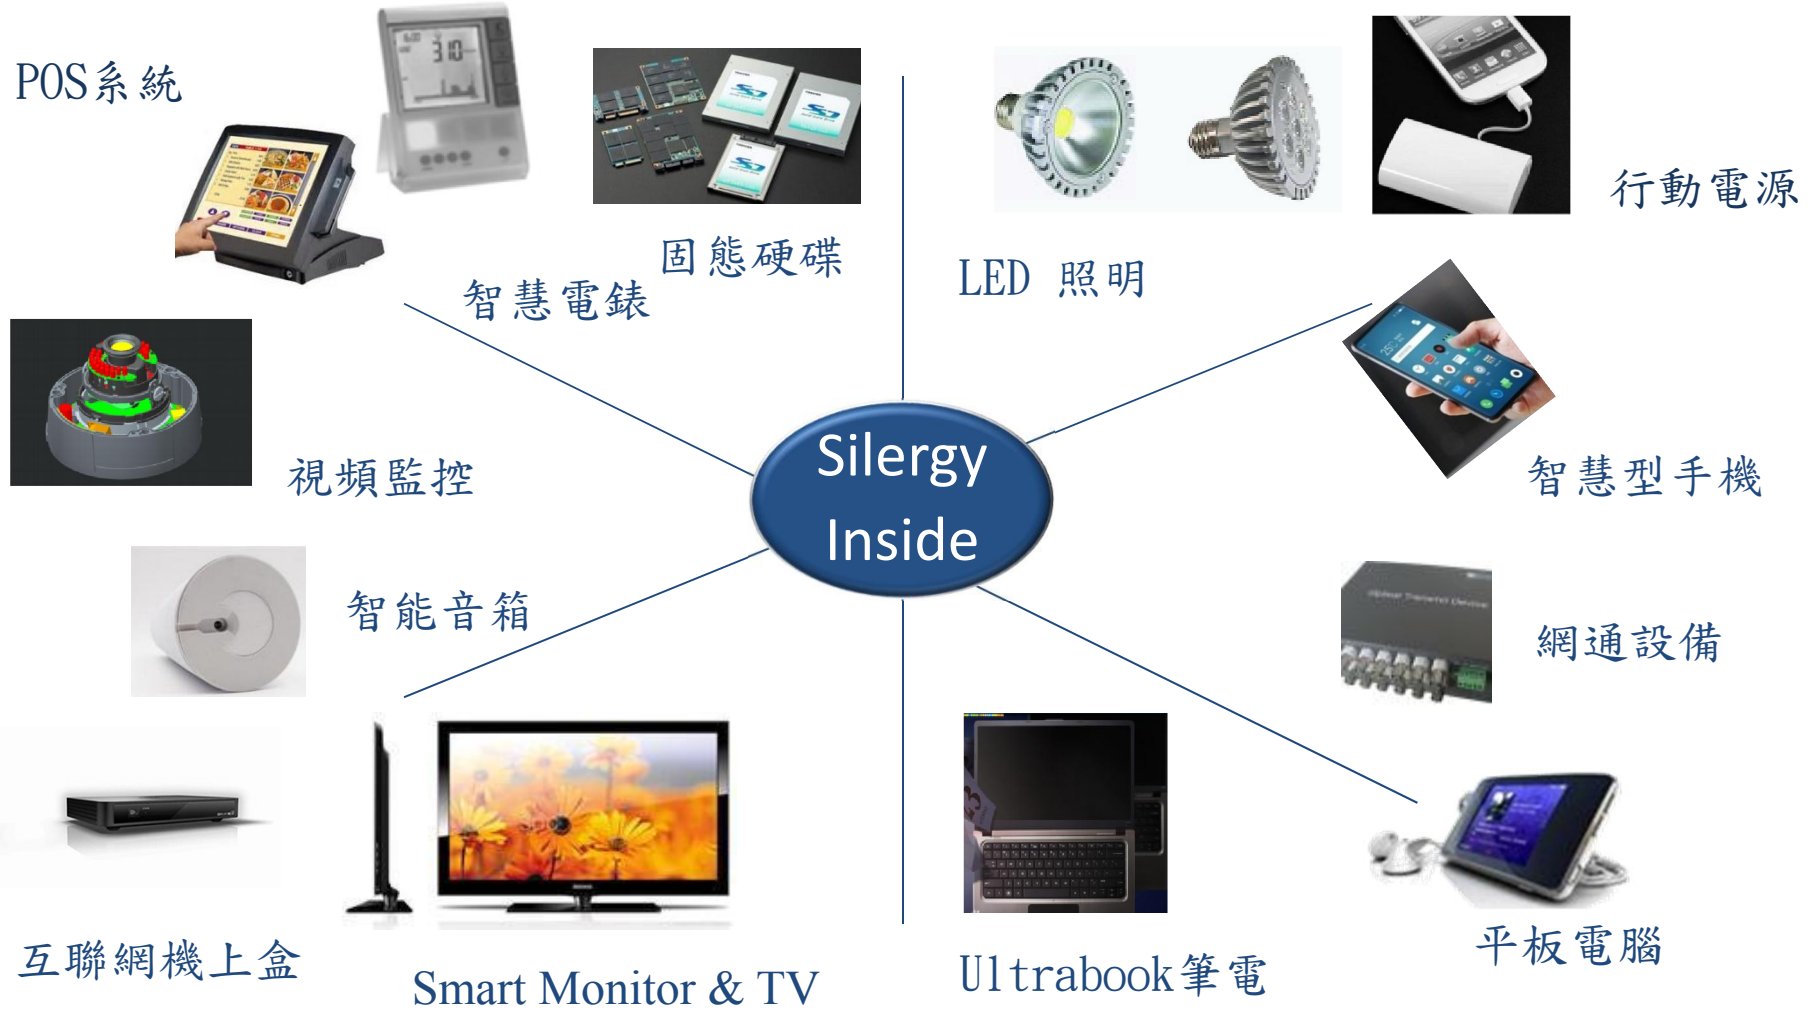 POS系統
固態硬碟
智慧電錶
LED 照明
行動電源
視頻監控
Silergy
Inside
智慧型手機
智能音箱
網通設備
互聯網機上盒
Smart Monitor & TV
Ultrabook筆電
平板電腦